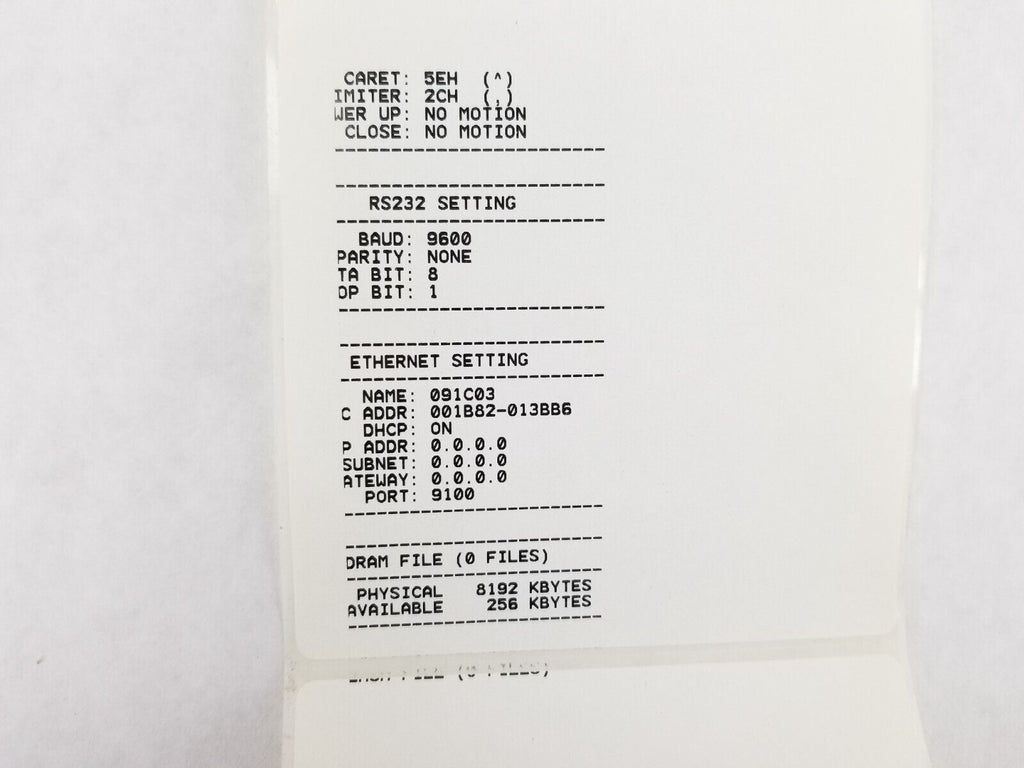 CARET: 5EH (^)
IMITER: 2CH (,)
WER UP: NO MOTION
CLOSE: NO MOTION
RS232 SETTING
BAUD: 9600
PARITY: NONE
TA BIT: 8
OP BIT: 1
ETHERNET SETTING
NAME: 091C03
C ADDR: 001B82-013BB6
DHCP: ON
P ADDR: 0.0.0.0
SUBNET: 0.0.0.0
ATEWAY: 0.0.0.0
PORT: 9100
DRAM FILE (0 FILES)
PHYSICAL 8192 KBYTES
AVAILABLE 256 KBYTES
FILE (0 FILES)